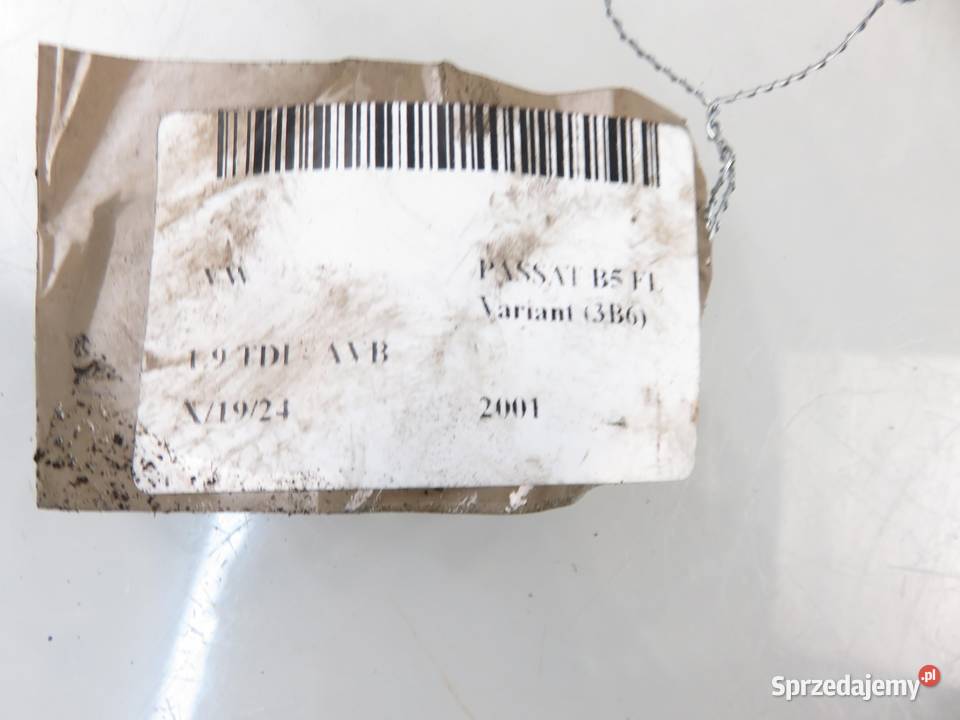 VW PASSAT B5 FL
Variant (3B6)
1.9 TDI - AVB
X/19/24 2001
Sprzedajemy.pl